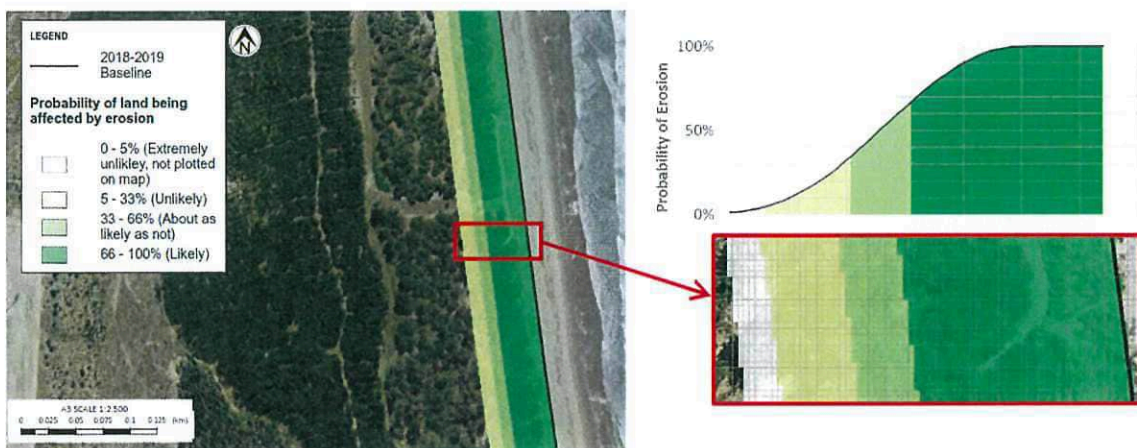 LEGEND
N
2018-2019
Baseline
Probability of land being
affected by erosion
0 - 5% (Extremely
unlikley, not plotted
on map)
5 - 33% (Unlikely)
33 - 66% (About as
likely as not)
66 - 100% (Likely)
A3 SCALE 1:2,500
0 0.025 0.05 0.075 0.1 0.125 (km)
Probability of Erosion
100%
50%
0%